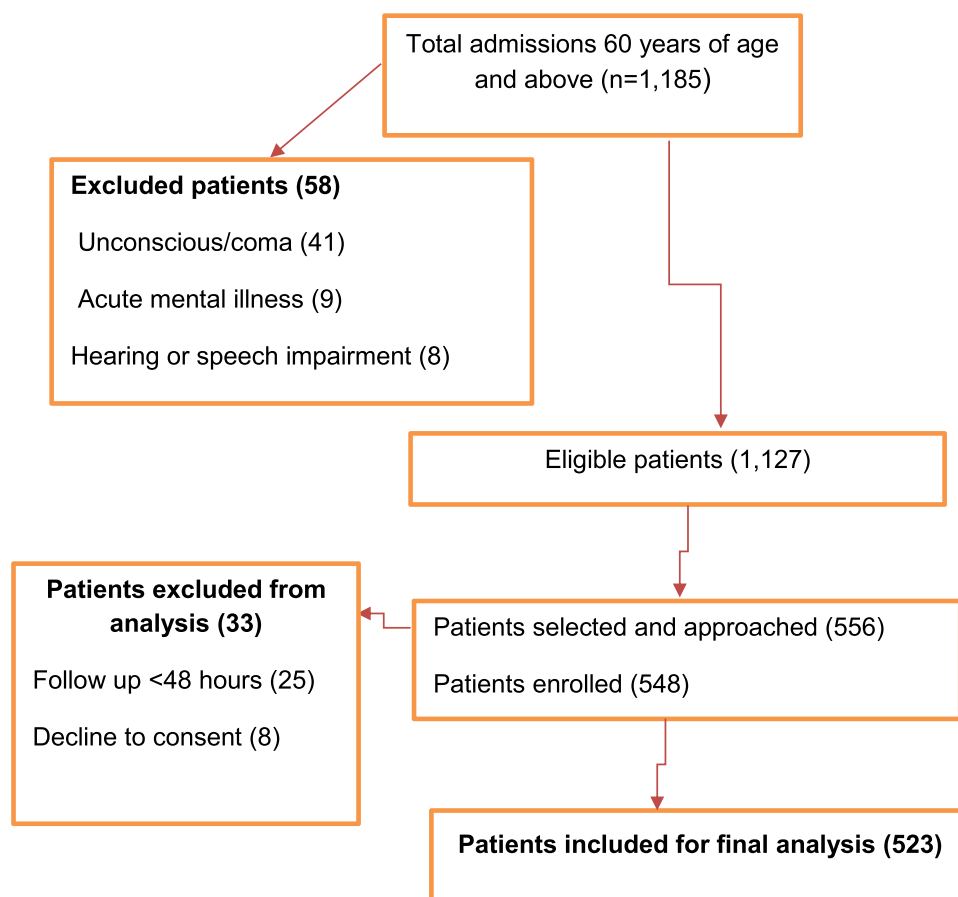 Total admissions 60 years of age
and above (n=1,185)
Excluded patients (58)
Unconscious/coma (41)
Acute mental illness (9)
Hearing or speech impairment (8)
Eligible patients (1,127)
Patients excluded from
analysis (33)
Follow up <48 hours (25)
Decline to consent (8)
Patients selected and approached (556)
Patients enrolled (548)
Patients included for final analysis (523)